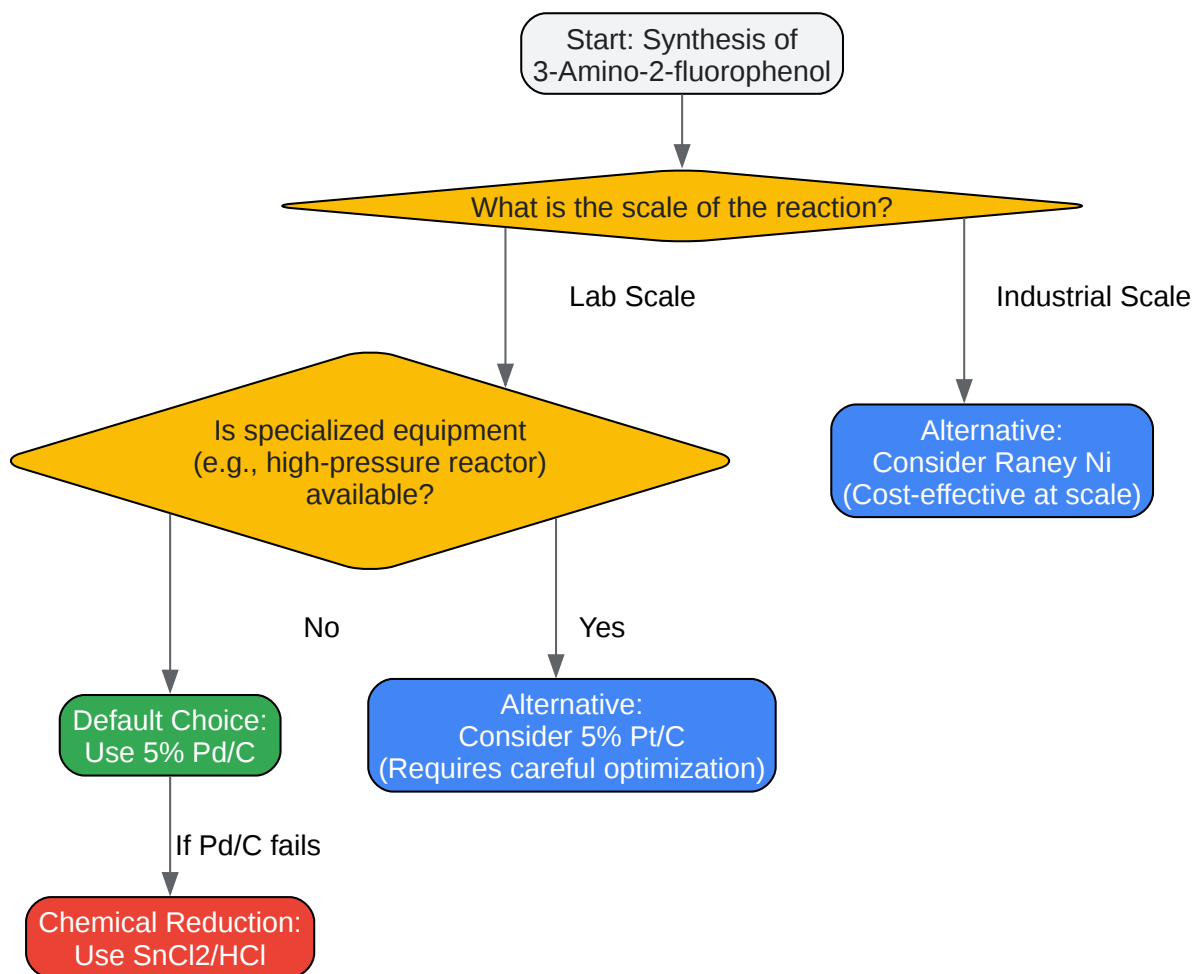 Start: Synthesis of
3-Amino-2-fluorophenol
What is the scale of the reaction?
Lab Scale
Industrial Scale
Is specialized equipment
(e.g., high-pressure reactor)
available?
Alternative:
Consider Raney Ni
(Cost-effective at scale)
No
Yes
Default Choice:
Use 5% Pd/C
Alternative:
Consider 5% Pt/C
(Requires careful optimization)
If Pd/C fails
Chemical Reduction:
Use SnCl2/HCl